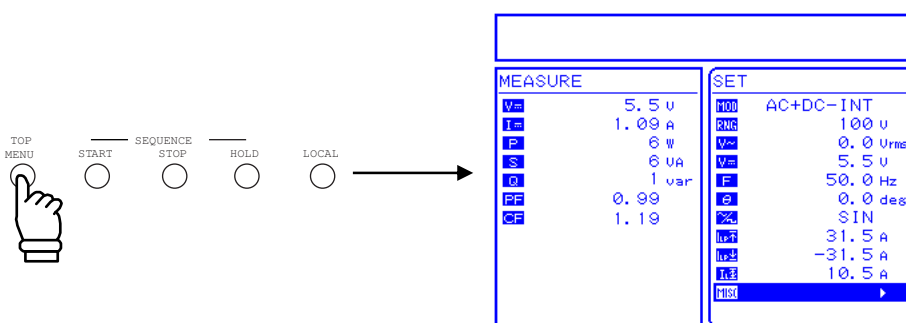 TOP
MENU
SEQUENCE
START STOP HOLD LOCAL
MEASURE
V≂ 5.5 V
I≂ 1.09 A
P 6 W
S 6 VA
Q 1 var
PF 0.99
CF 1.19
SET
MOD AC+DC-INT
RNG 100 V
V~ 0.0 Vrms
V= 5.5 V
F 50.0 Hz
θ 0.0 deg
SIN
31.5 A
-31.5 A
10.5 A
MISC